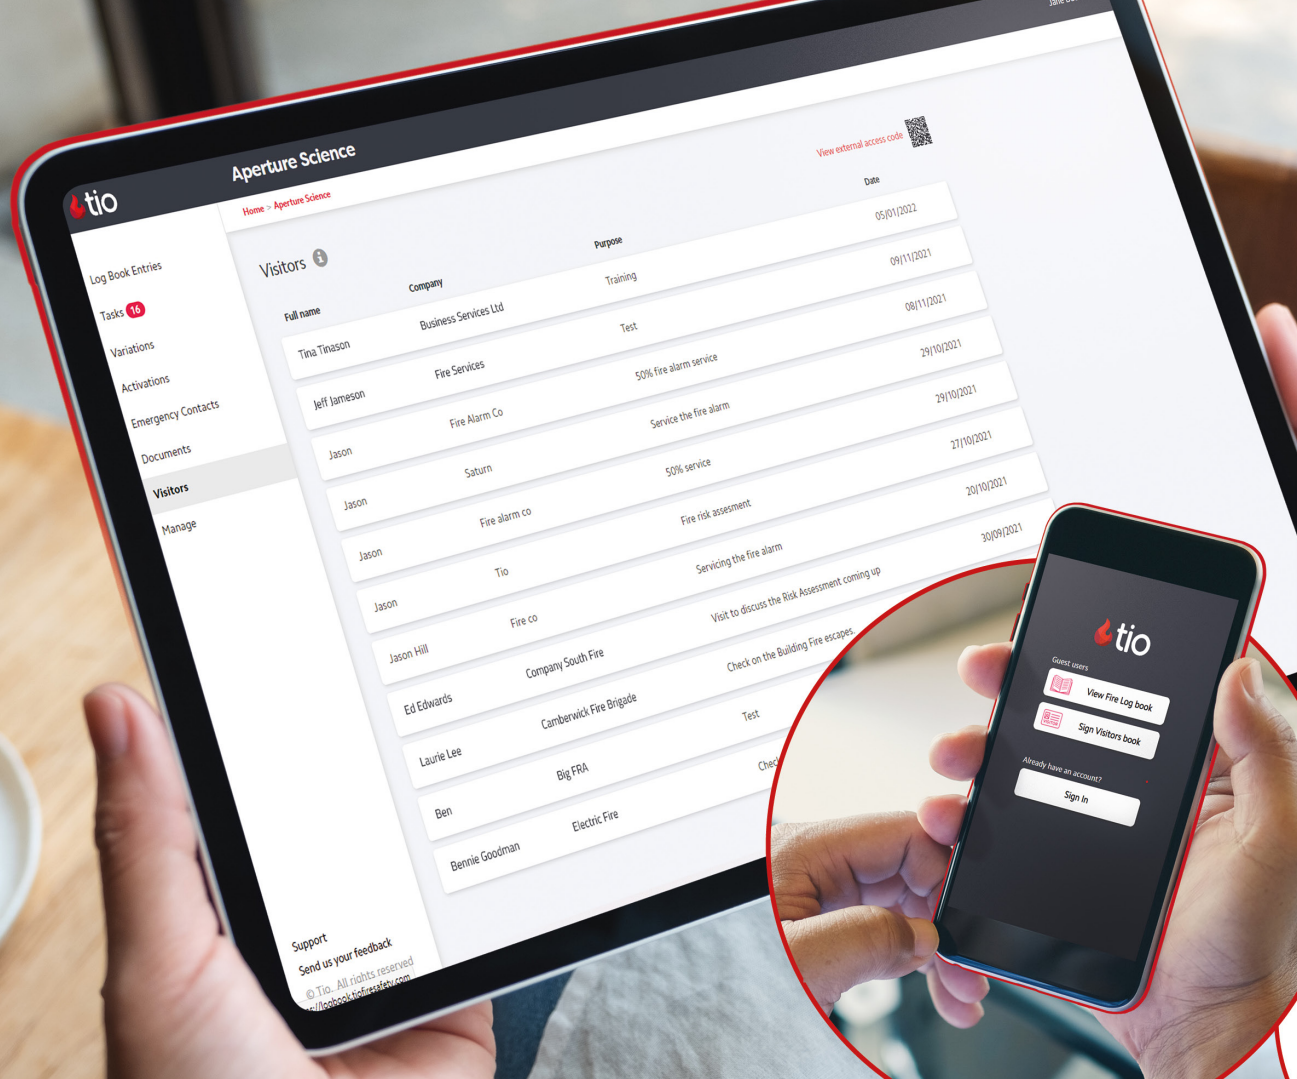 Aperture Science
tio
Home > Aperture Science
View external access code
Log Book Entries
Tasks 16
Variations
Activations
Emergency Contacts
Documents
Visitors
Manage
Visitors i
Full name Company Purpose Date
Tina Tinason Business Services Ltd Training 05/01/2022
Jeff Jameson Fire Services Test 09/11/2021
Jason Fire Alarm Co 50% fire alarm service 08/11/2021
Jason Saturn Service the fire alarm 29/10/2021
Jason Fire alarm co 50% service 29/10/2021
Jason Tio Fire risk assesment 27/10/2021
Jason Hill Fire co Servicing the fire alarm 20/10/2021
Ed Edwards Company South Fire Visit to discuss the Risk Assessment coming up 30/09/2021
Laurie Lee Camberwick Fire Brigade Check on the Building Fire escapes.
Ben Big FRA Test
Bennie Goodman Electric Fire
Support
Send us your feedback
© Tio. All rights reserved
://logbook.tiofiresafety.com
tio
Guest users
View Fire Log book
VISITOR
Sign Visitors book
Already have an account?
Sign In